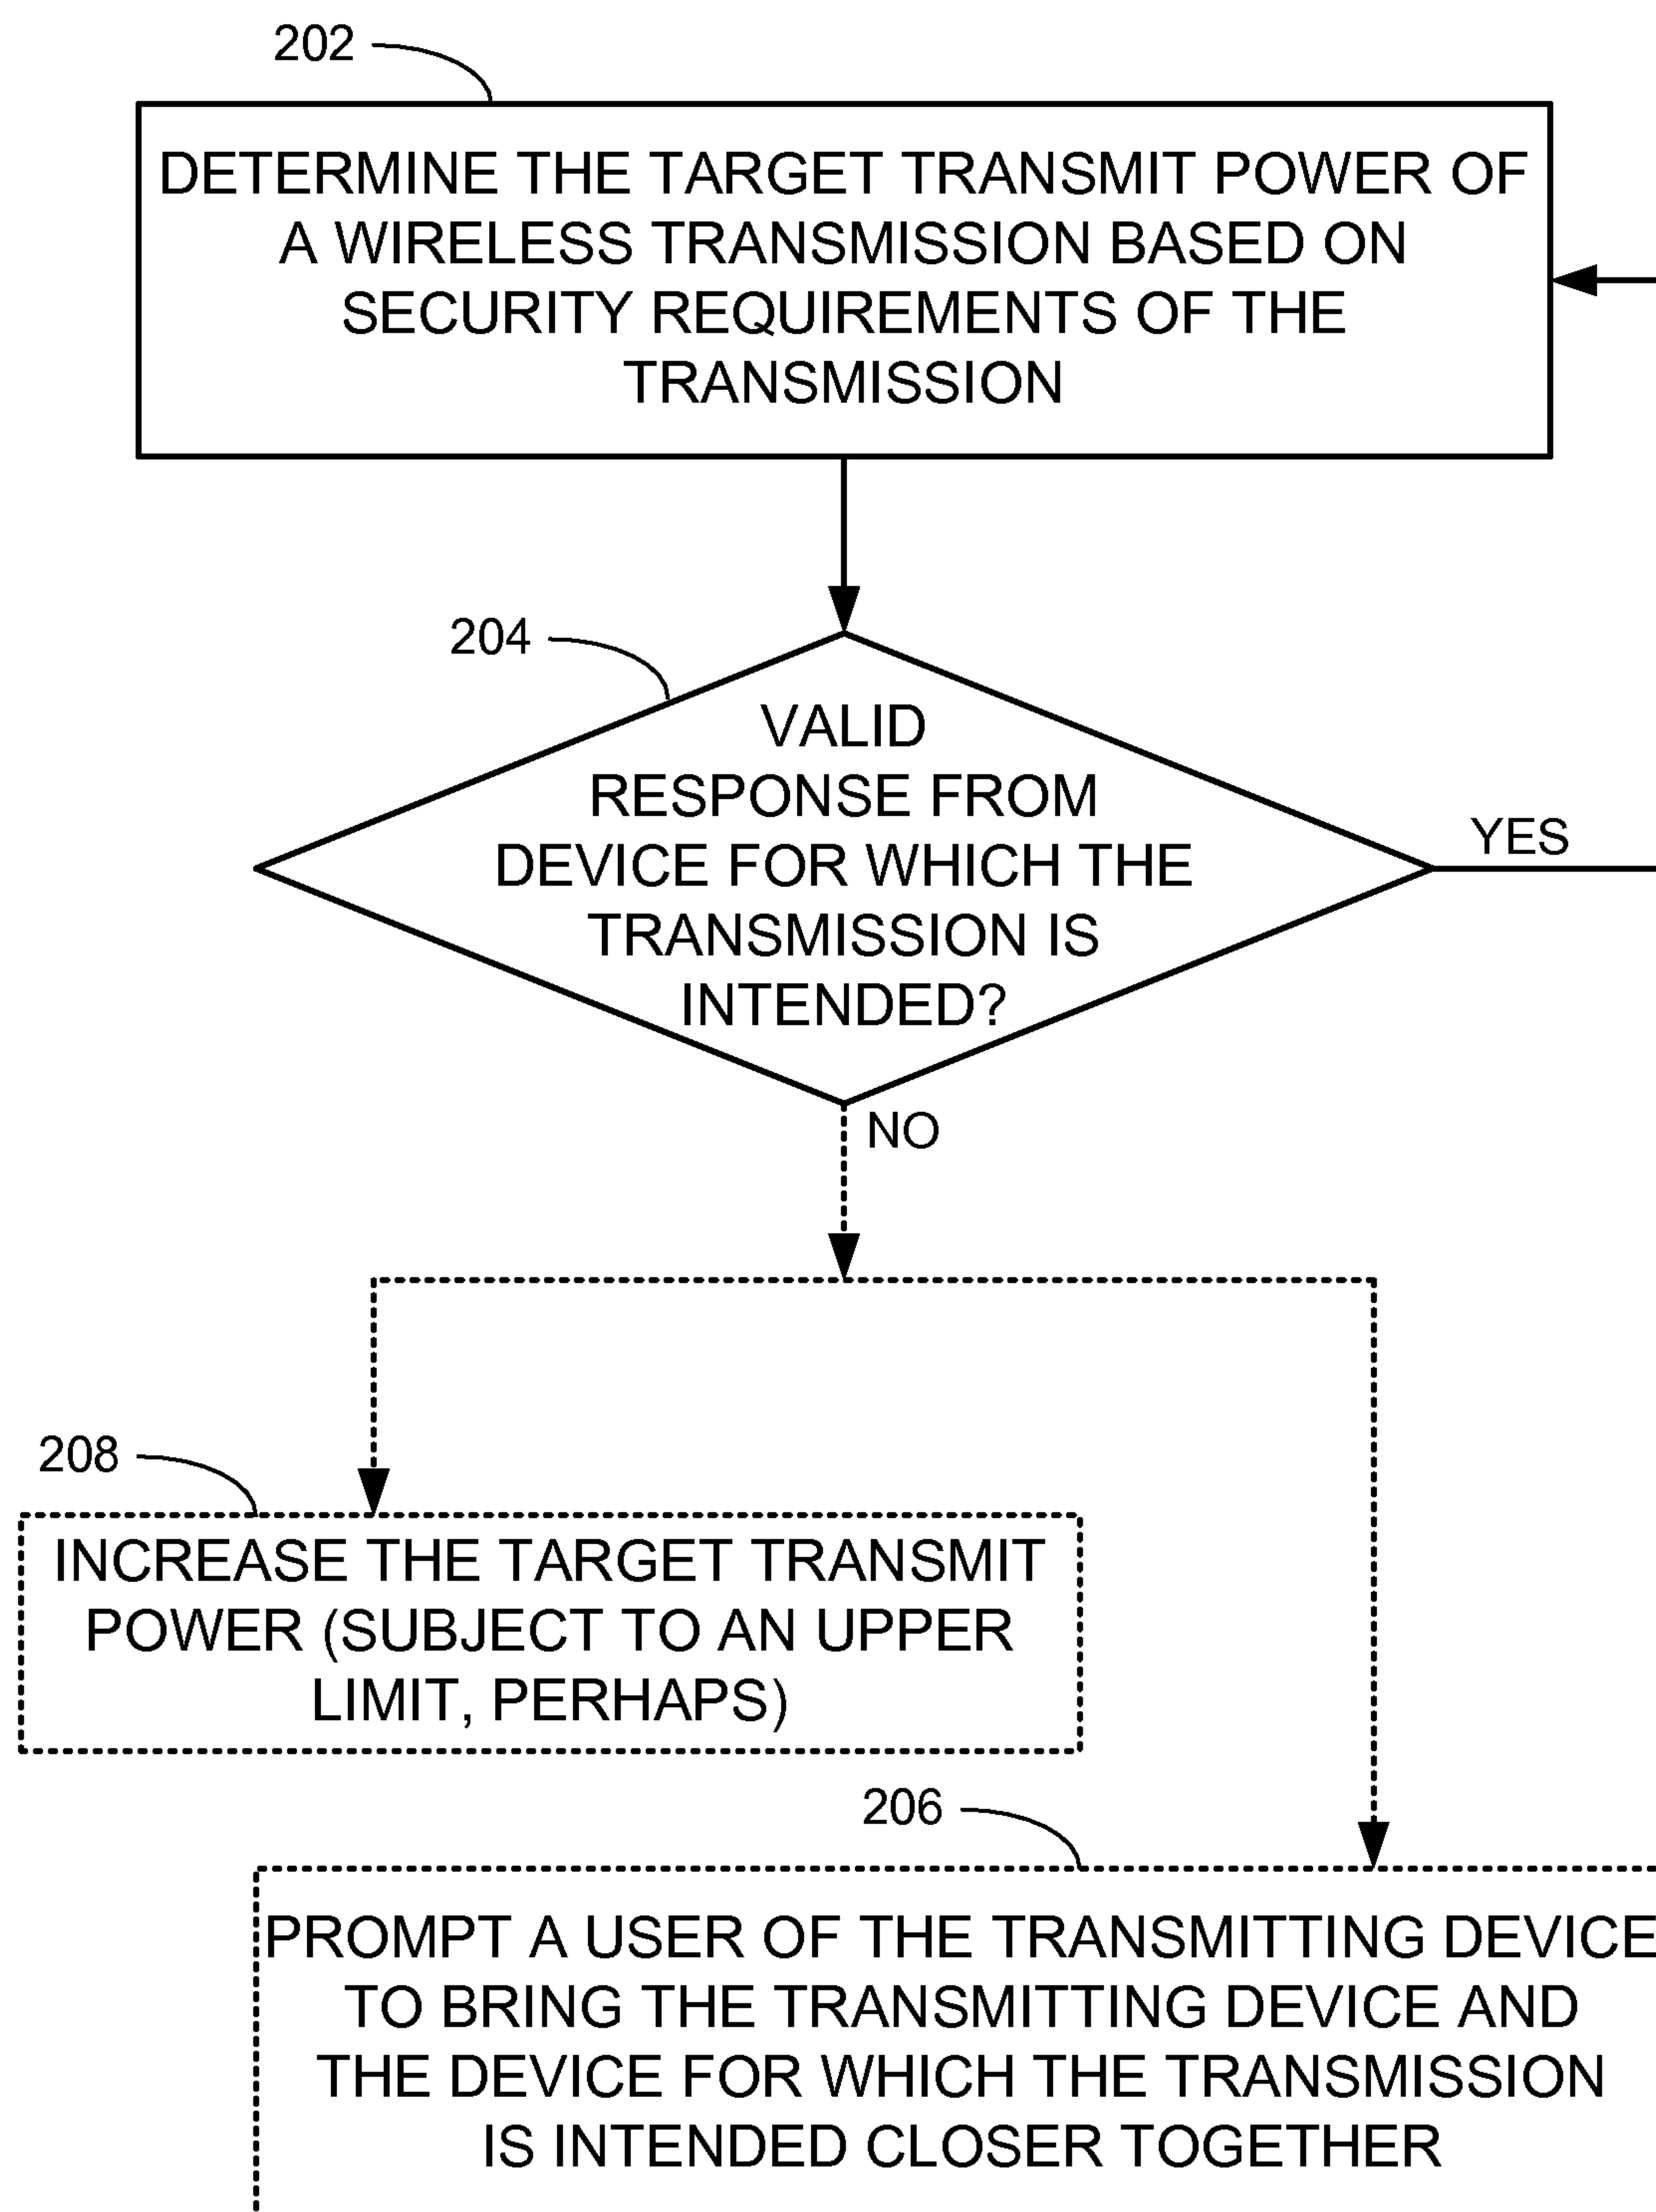 202
DETERMINE THE TARGET TRANSMIT POWER OF
A WIRELESS TRANSMISSION BASED ON
SECURITY REQUIREMENTS OF THE
TRANSMISSION
204
VALID
RESPONSE FROM
DEVICE FOR WHICH THE
TRANSMISSION IS
INTENDED?
YES
NO
208
INCREASE THE TARGET TRANSMIT
POWER (SUBJECT TO AN UPPER
LIMIT, PERHAPS)
206
PROMPT A USER OF THE TRANSMITTING DEVICE
TO BRING THE TRANSMITTING DEVICE AND
THE DEVICE FOR WHICH THE TRANSMISSION
IS INTENDED CLOSER TOGETHER